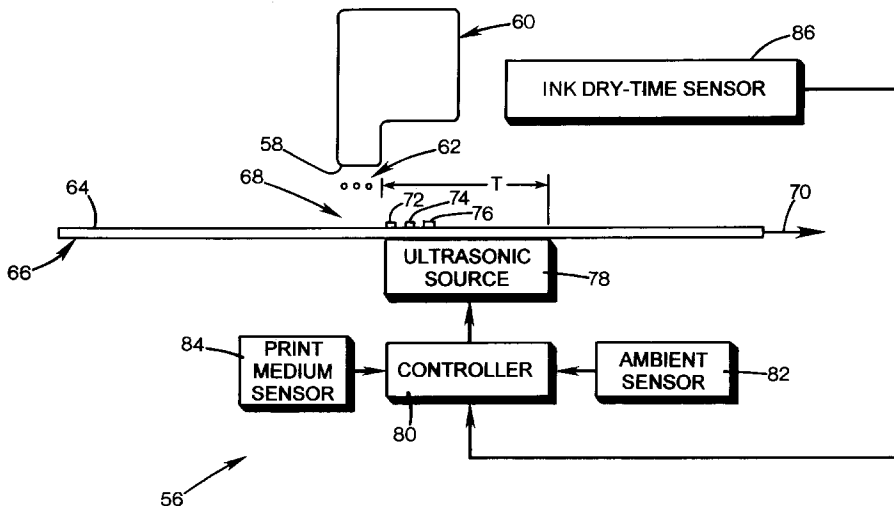 60
86
INK DRY-TIME SENSOR
58
62
64
68
T
72
74
76
70
66
ULTRASONIC
SOURCE
78
84
PRINT
MEDIUM
SENSOR
CONTROLLER
AMBIENT
SENSOR
82
80
56